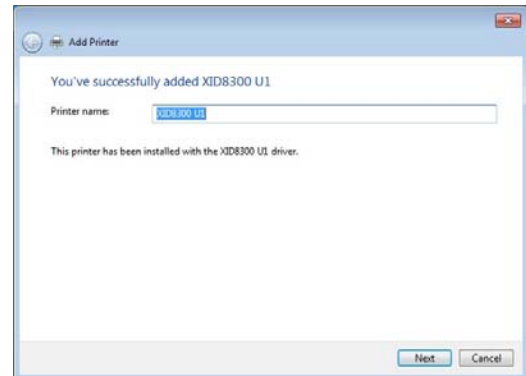 Add Printer
You've successfully added XID8300 U1
Printer name:
XID8300 U1
This printer has been installed with the XID8300 U1 driver.
Next
Cancel